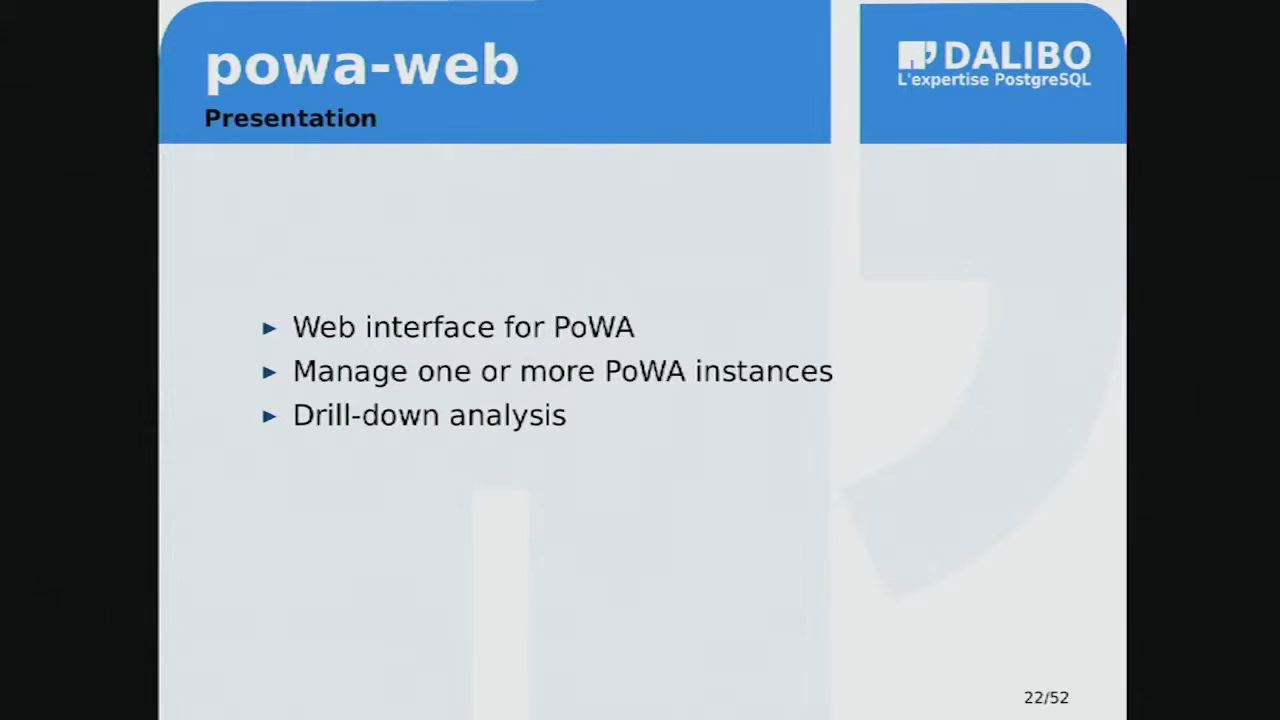 powa-web
Presentation
DALIBO
L'expertise PostgreSQL
Web interface for PoWA
Manage one or more PoWA instances
Drill-down analysis
22/52